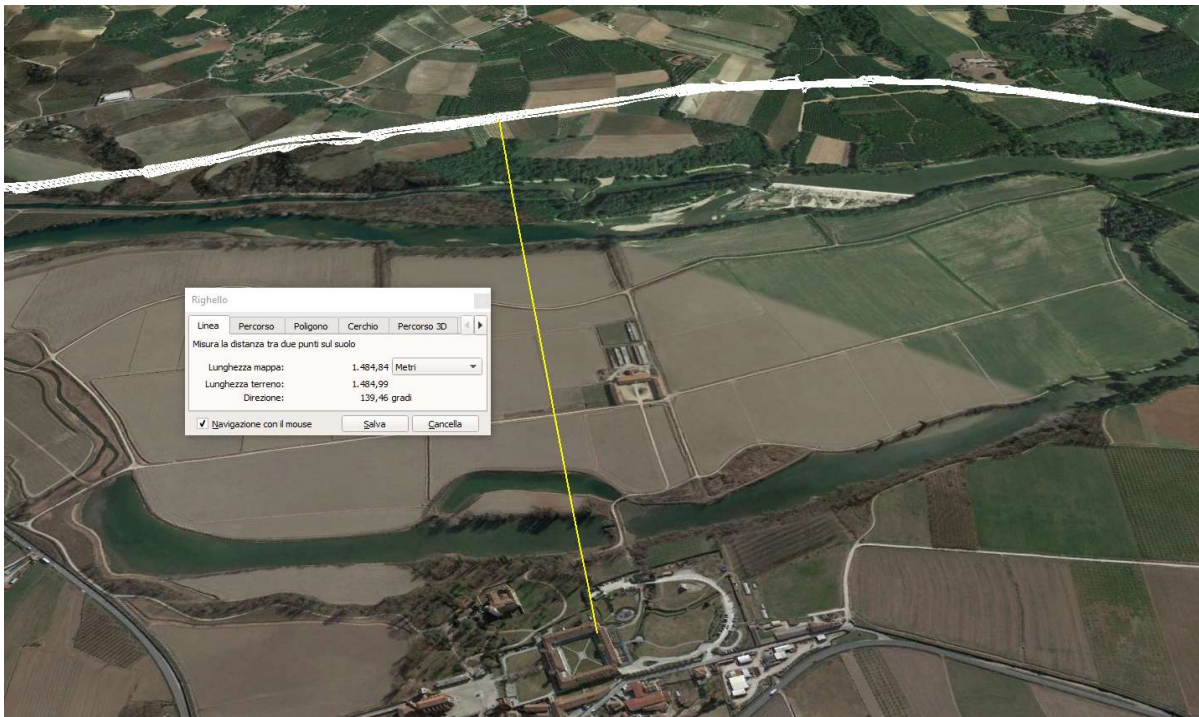 Righello
Linea Percorso Poligono Cerchio Percorso 3D
Misura la distanza tra due punti sul suolo
Lunghezza mappa: 1.484,84 Metri
Lunghezza terreno: 1.484,99
Direzione: 139,46 gradi
Navigazione con il mouse Salva Cancella